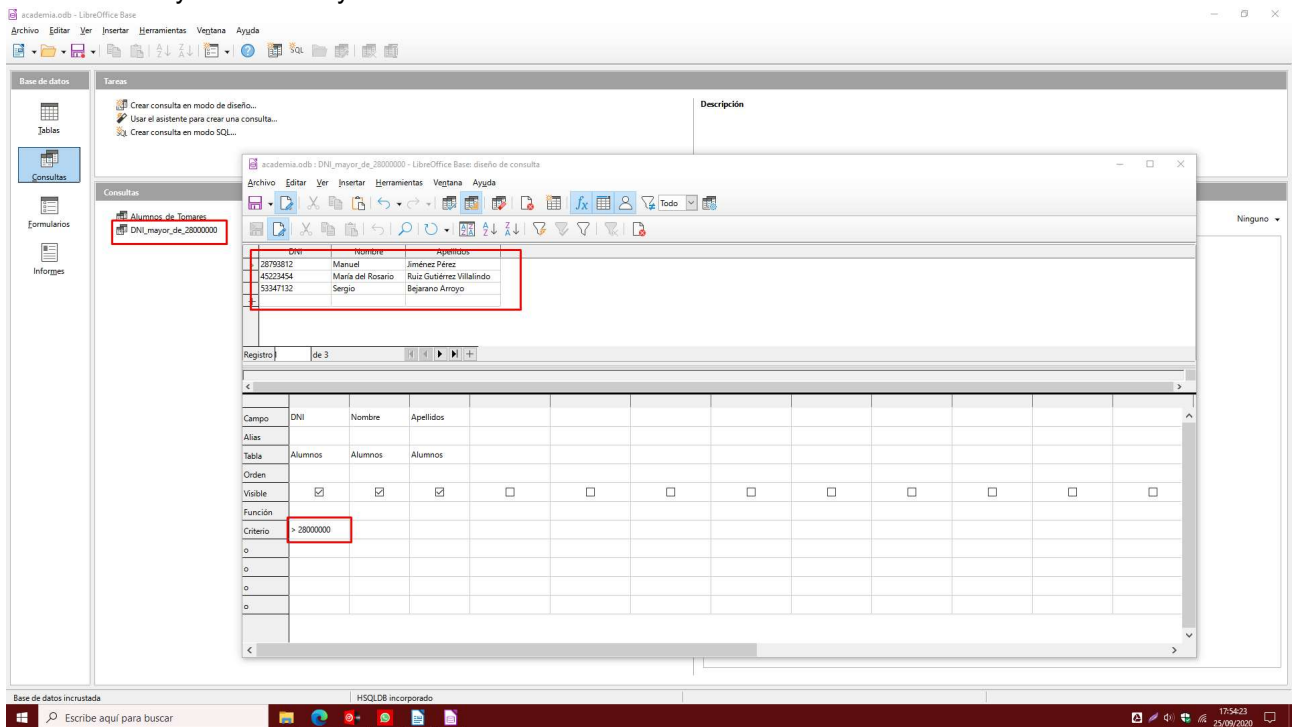 academia.odb - LibreOffice Base
Archivo Editar Ver Insertar Herramientas Ventana Ayuda
SQL
Base de datos
Tareas
Tablas
Consultas
Formularios
Informes
Crear consulta en modo de diseño...
Usar el asistente para crear una consulta...
Crear consulta en modo SQL...
Descripción
Consultas
Alumnos de Tomares
DNI_mayor_de_28000000
Ninguno
academia.odb : DNI_mayor_de_28000000 - LibreOffice Base: diseño de consulta
Archivo Editar Ver Insertar Herramientas Ventana Ayuda
Todo
DNI Nombre Apellidos
28793812 Manuel Jiménez Pérez
45223454 María del Rosario Ruiz Gutiérrez Villalindo
53347132 Sergio Bejarano Arroyo
Registro 1 de 3
Campo DNI Nombre Apellidos
Alias
Tabla Alumnos Alumnos Alumnos
Orden
Visible
Función
Criterio > 28000000
o
o
o
o
Base de datos incrustada HSQLDB incorporado
Escribe aquí para buscar
17:54:23
25/09/2020